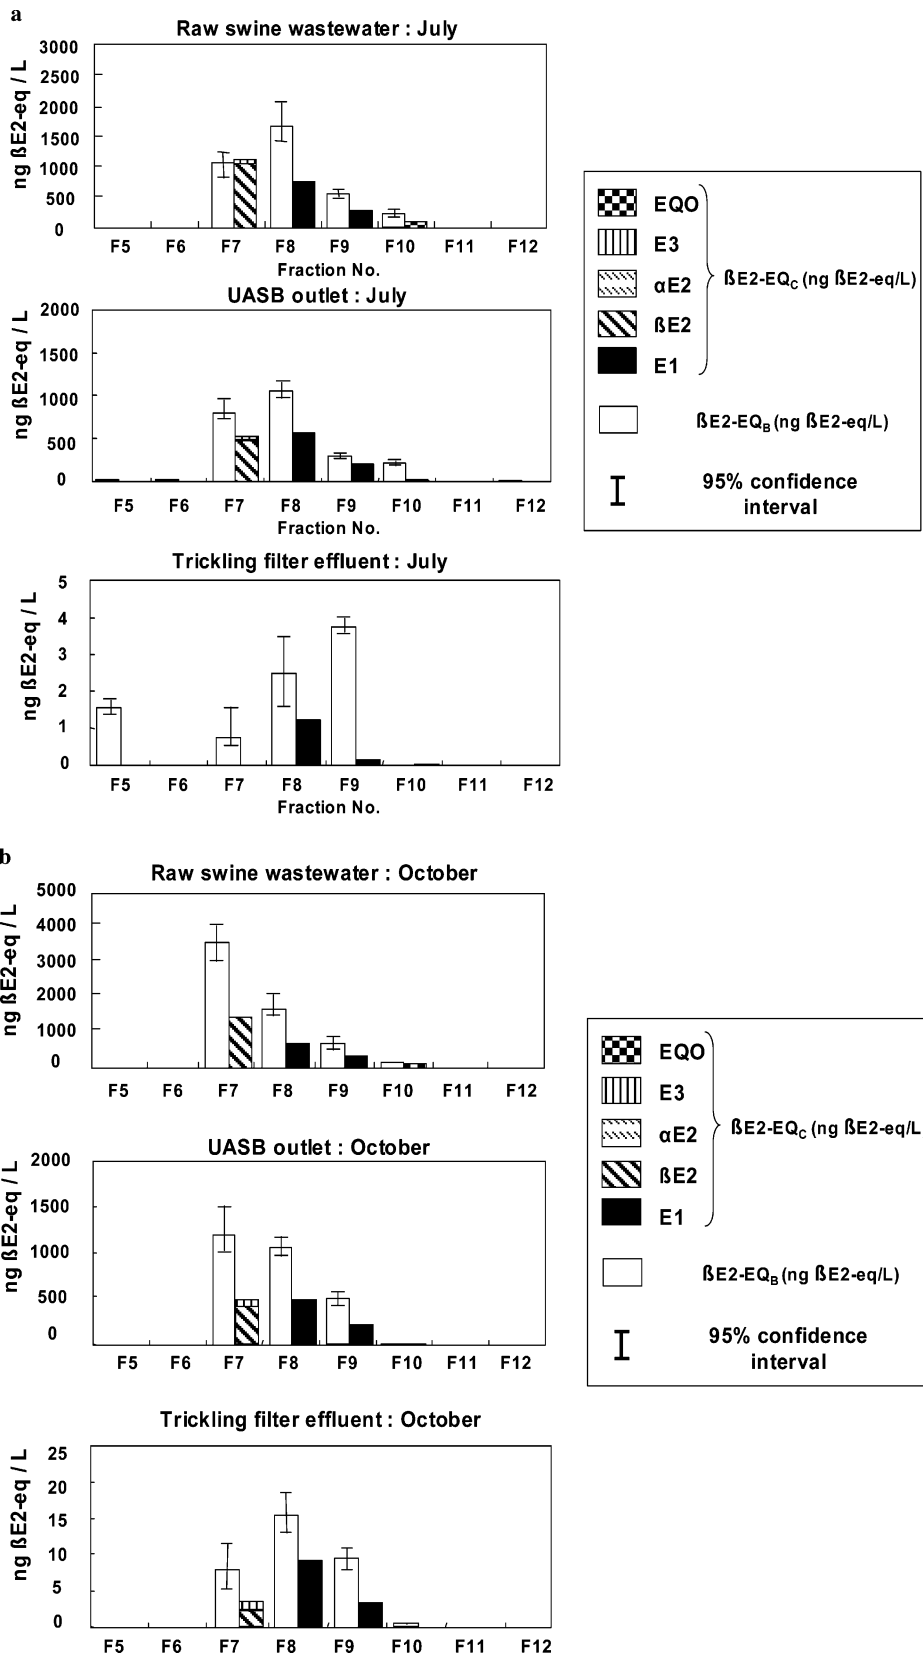 a
Raw swine wastewater : July
ng ßE2-eq / L
3000
2500
2000
1500
1000
500
0
F5 F6 F7 F8 F9 F10 F11 F12
Fraction No.
UASB outlet : July
ng ßE2-eq / L
2000
1500
1000
500
0
F5 F6 F7 F8 F9 F10 F11 F12
Fraction No.
Trickling filter effluent : July
ng ßE2-eq / L
5
4
3
2
1
0
F5 F6 F7 F8 F9 F10 F11 F12
Fraction No.
EQO
E3
αE2
ßE2
E1
ßE2-EQC (ng ßE2-eq/L)
ßE2-EQB (ng ßE2-eq/L)
95% confidence
interval
b
Raw swine wastewater : October
ng ßE2-eq / L
5000
4000
3000
2000
1000
0
F5 F6 F7 F8 F9 F10 F11 F12
UASB outlet : October
ng ßE2-eq / L
2000
1500
1000
500
0
F5 F6 F7 F8 F9 F10 F11 F12
Trickling filter effluent : October
ng ßE2-eq / L
25
20
15
10
5
0
F5 F6 F7 F8 F9 F10 F11 F12
EQO
E3
αE2
ßE2
E1
ßE2-EQC (ng ßE2-eq/L
ßE2-EQB (ng ßE2-eq/L)
95% confidence
interval